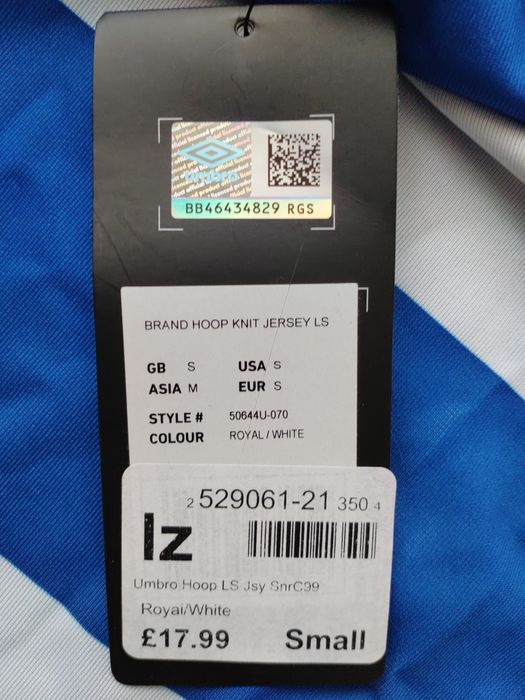 BB46434829 RGS
BRAND HOOP KNIT JERSEY LS
GB S USA S
ASIA M EUR S
STYLE # 50644U-070
COLOUR ROYAL / WHITE
2 529061-21 350 4
lz
Umbro Hoop LS Jsy SnrC99
Royal/White
£17.99 Small